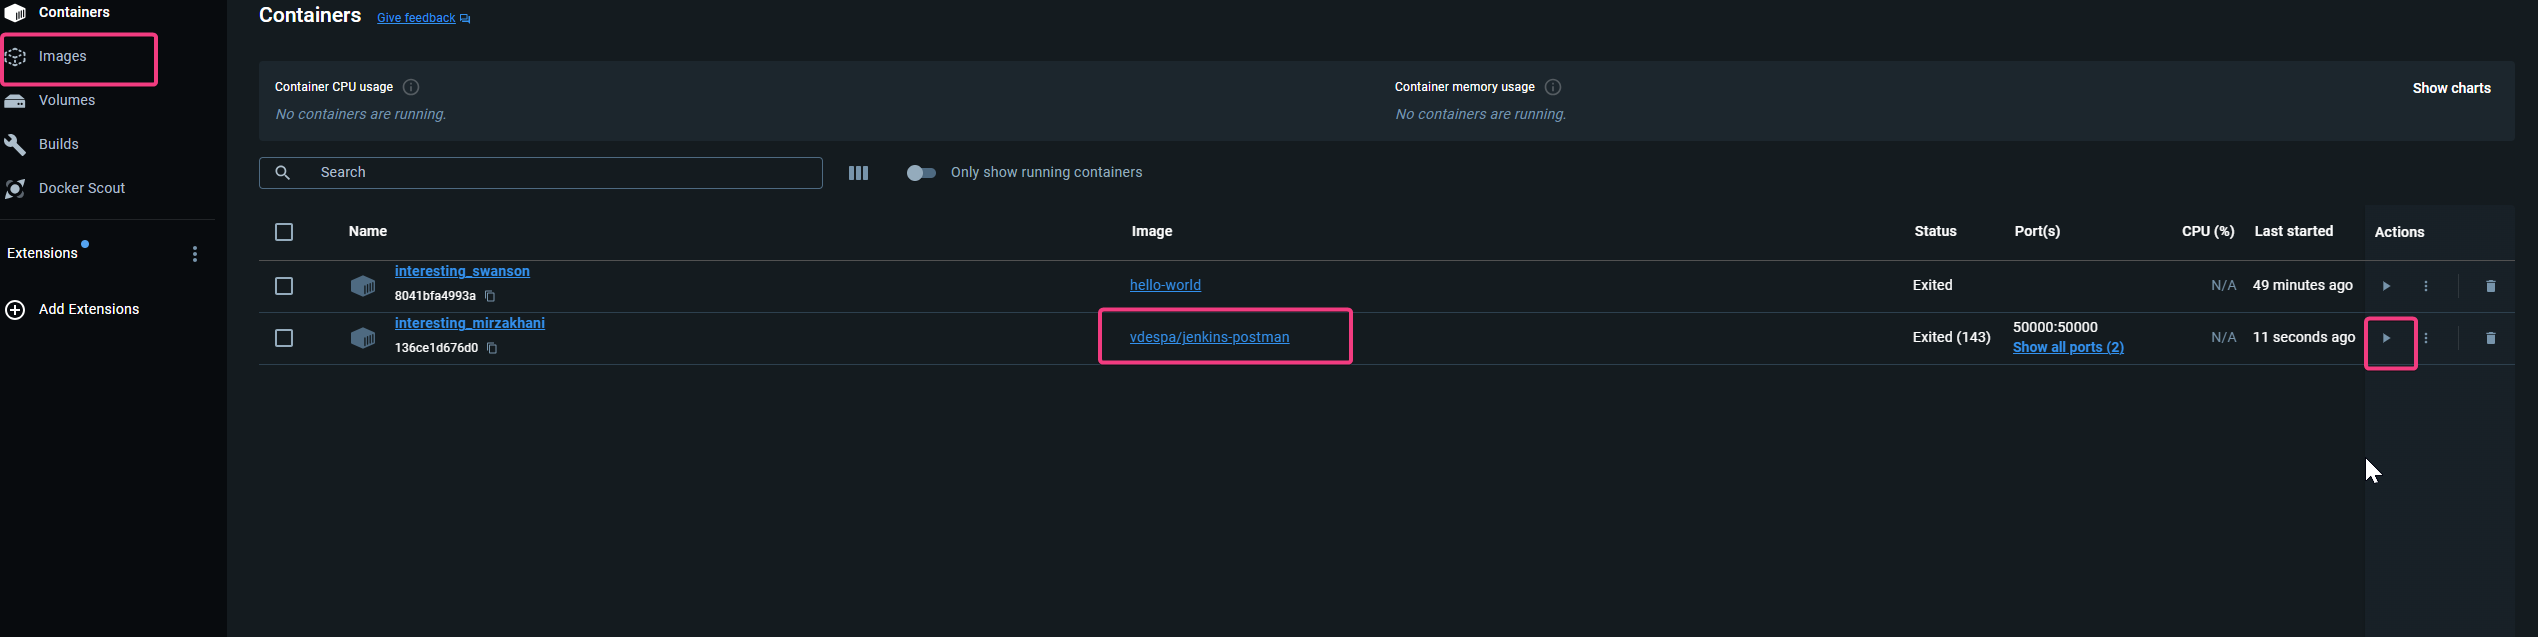 Containers
Images
Volumes
Builds
Docker Scout
Extensions
Add Extensions
Containers Give feedback
Container CPU usage
No containers are running.
Container memory usage
No containers are running.
Show charts
Search
Only show running containers
Name Image Status Port(s) CPU (%) Last started Actions
interesting_swanson
8041bfa4993a
hello-world Exited N/A 49 minutes ago
interesting_mirzakhani
136ce1d676d0
vdespa/jenkins-postman Exited (143)
50000:50000
Show all ports (2)
N/A 11 seconds ago